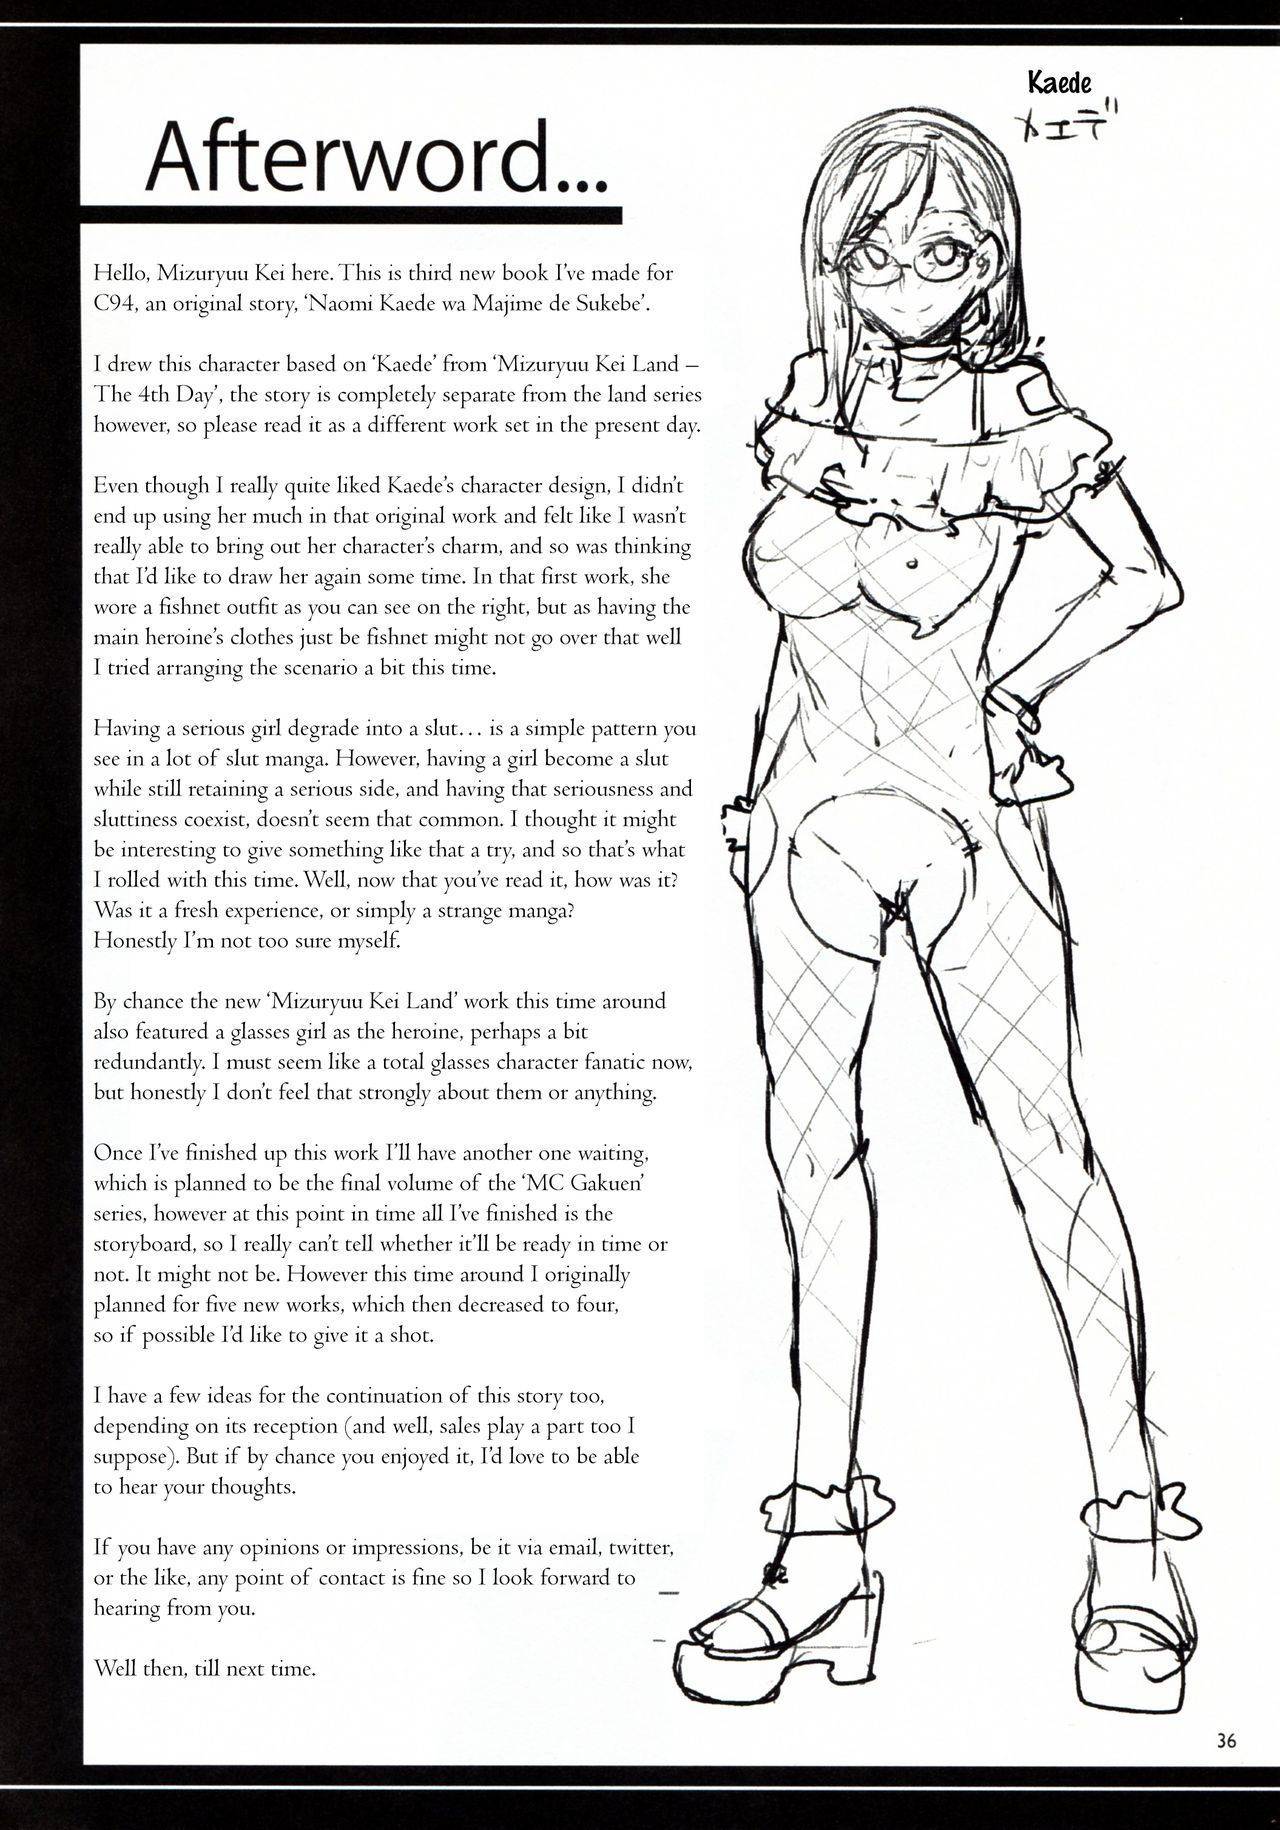 Afterword...
Kaede
カエデ
Hello, Mizuryuu Kei here. This is third new book I've made for
C94, an original story, 'Naomi Kaede wa Majime de Sukebe'.
I drew this character based on 'Kaede' from 'Mizuryuu Kei Land –
The 4th Day', the story is completely separate from the land series
however, so please read it as a different work set in the present day.
Even though I really quite liked Kaede's character design, I didn't
end up using her much in that original work and felt like I wasn't
really able to bring out her character's charm, and so was thinking
that I'd like to draw her again some time. In that first work, she
wore a fishnet outfit as you can see on the right, but as having the
main heroine's clothes just be fishnet might not go over that well
I tried arranging the scenario a bit this time.
Having a serious girl degrade into a slut... is a simple pattern you
see in a lot of slut manga. However, having a girl become a slut
while still retaining a serious side, and having that seriousness and
sluttiness coexist, doesn't seem that common. I thought it might
be interesting to give something like that a try, and so that's what
I rolled with this time. Well, now that you've read it, how was it?
Was it a fresh experience, or simply a strange manga?
Honestly I'm not too sure myself.
By chance the new 'Mizuryuu Kei Land' work this time around
also featured a glasses girl as the heroine, perhaps a bit
redundantly. I must seem like a total glasses character fanatic now,
but honestly I don't feel that strongly about them or anything.
Once I've finished up this work I'll have another one waiting,
which is planned to be the final volume of the 'MC Gakuen'
series, however at this point in time all I've finished is the
storyboard, so I really can't tell whether it'll be ready in time or
not. It might not be. However this time around I originally
planned for five new works, which then decreased to four,
so if possible I'd like to give it a shot.
I have a few ideas for the continuation of this story too,
depending on its reception (and well, sales play a part too I
suppose). But if by chance you enjoyed it, I'd love to be able
to hear your thoughts.
If you have any opinions or impressions, be it via email, twitter,
or the like, any point of contact is fine so I look forward to
hearing from you.
Well then, till next time.
36